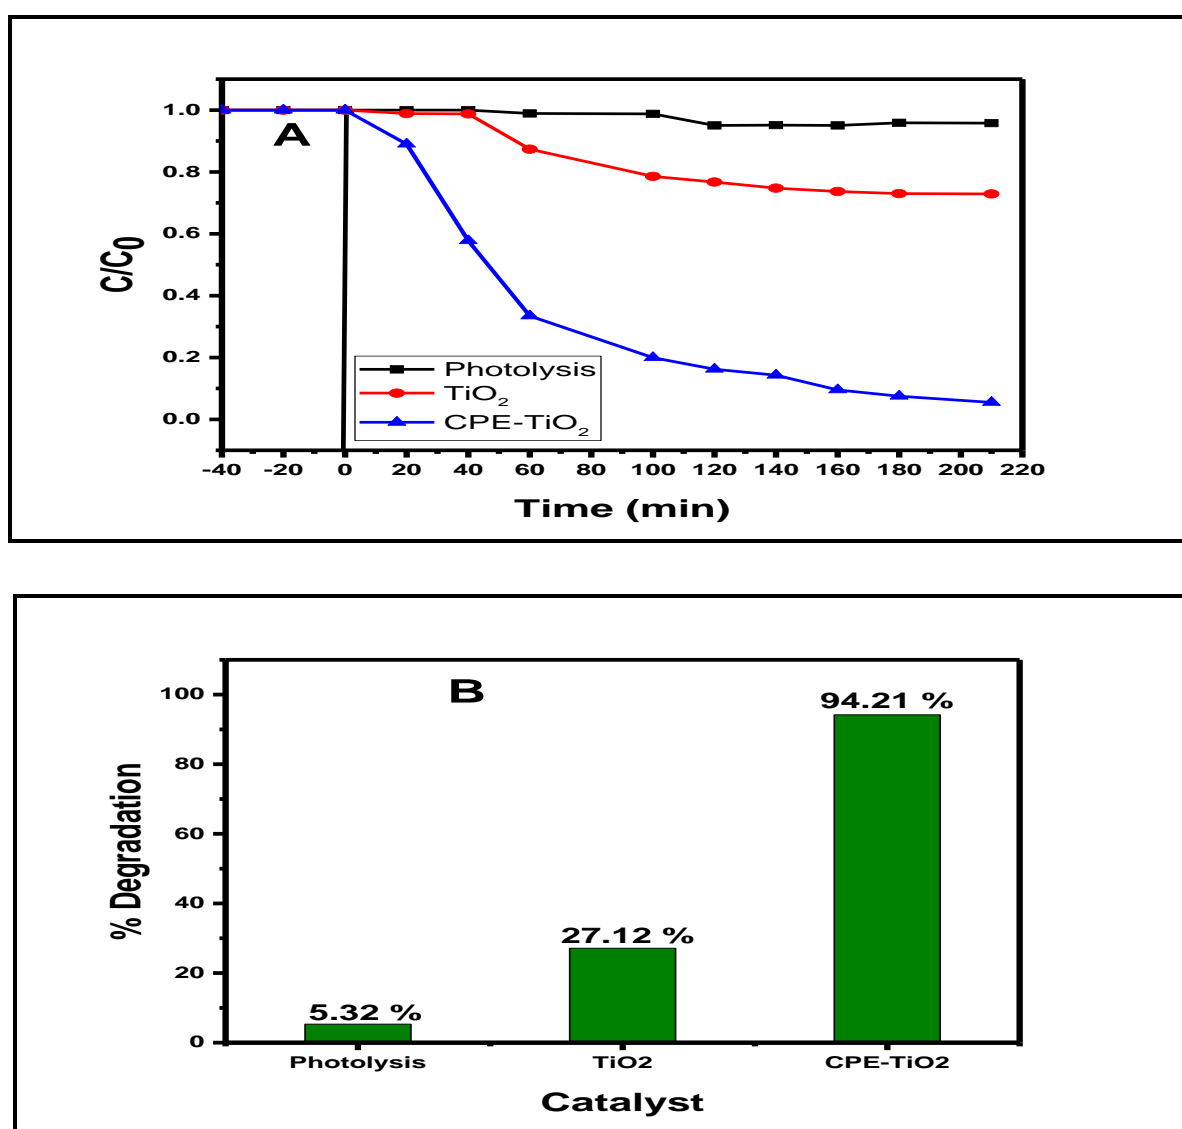 A
C/C0
1.0
0.8
0.6
0.4
0.2
0.0
Photolysis
TiO2
CPE-TiO2
-40 -20 0 20 40 60 80 100 120 140 160 180 200 220
Time (min)
B
% Degradation
100
80
60
40
20
0
5.32 %
27.12 %
94.21 %
Photolysis TiO2 CPE-TiO2
Catalyst